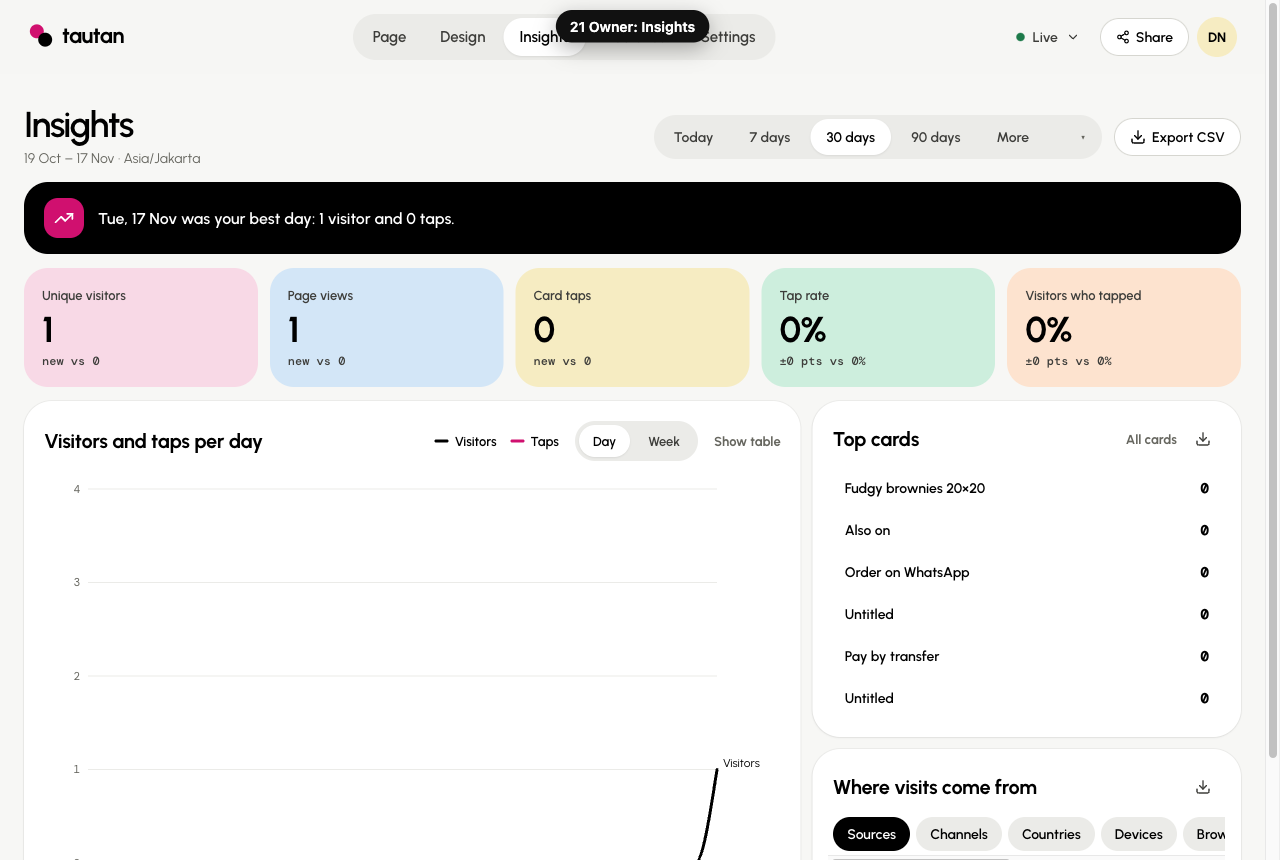 tautan
Page
Design
21 Owner: Insights
Settings
Live
Share
DN
Insights
19 Oct – 17 Nov · Asia/Jakarta
Today
7 days
30 days
90 days
More
Export CSV
Tue, 17 Nov was your best day: 1 visitor and 0 taps.
Unique visitors
1
new vs 0
Page views
1
new vs 0
Card taps
0
new vs 0
Tap rate
0%
±0 pts vs 0%
Visitors who tapped
0%
±0 pts vs 0%
Visitors and taps per day
Visitors
Taps
Day
Week
Show table
4
3
2
1
Visitors
Top cards
All cards
Fudgy brownies 20×20 0
Also on 0
Order on WhatsApp 0
Untitled 0
Pay by transfer 0
Untitled 0
Where visits come from
Sources
Channels
Countries
Devices
Brow